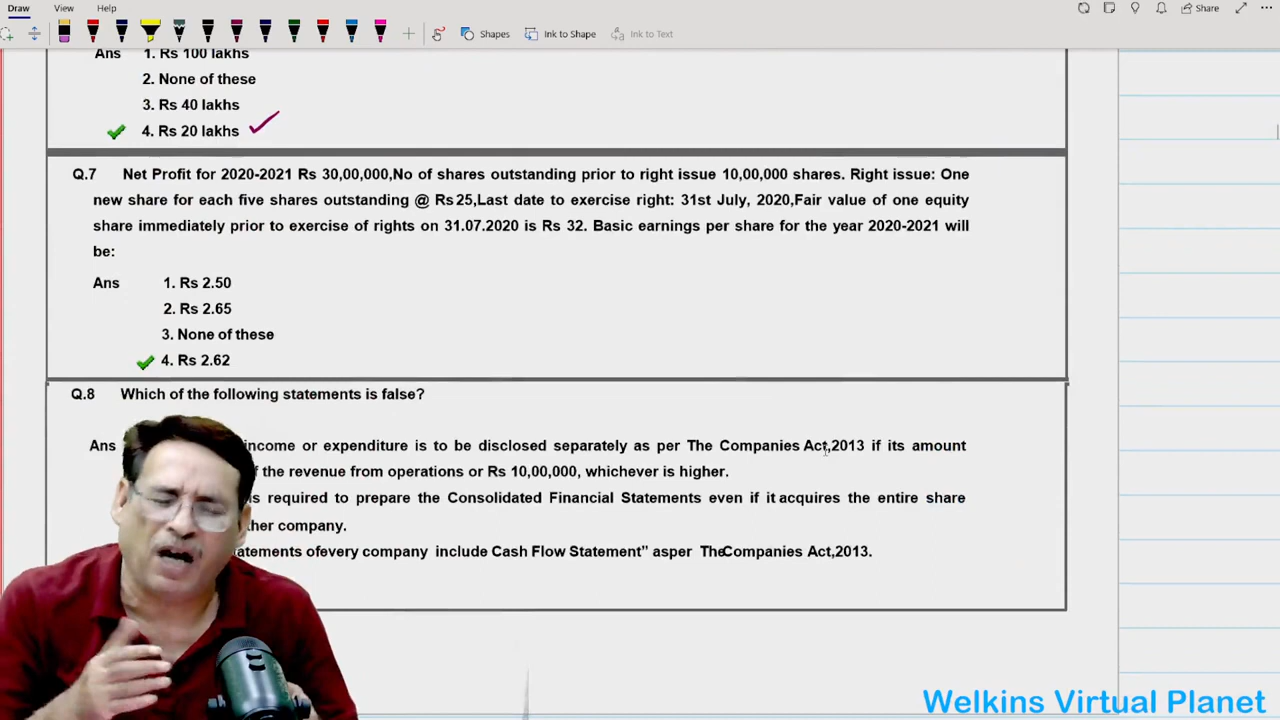 Draw View Help Share
Shapes Ink to Shape Ink to Text
Ans 1. Rs 100 lakhs
2. None of these
3. Rs 40 lakhs
4. Rs 20 lakhs
Q.7 Net Profit for 2020-2021 Rs 30,00,000,No of shares outstanding prior to right issue 10,00,000 shares. Right issue: One
new share for each five shares outstanding @ Rs 25,Last date to exercise right: 31st July, 2020,Fair value of one equity
share immediately prior to exercise of rights on 31.07.2020 is Rs 32. Basic earnings per share for the year 2020-2021 will
be:
Ans 1. Rs 2.50
2. Rs 2.65
3. None of these
4. Rs 2.62
Q.8 Which of the following statements is false?
Ans income or expenditure is to be disclosed separately as per The Companies Act,2013 if its amount
the revenue from operations or Rs 10,00,000, whichever is higher.
required to prepare the Consolidated Financial Statements even if it acquires the entire share
company.
of every company include Cash Flow Statement" as per The Companies Act,2013.
Welkins Virtual Planet